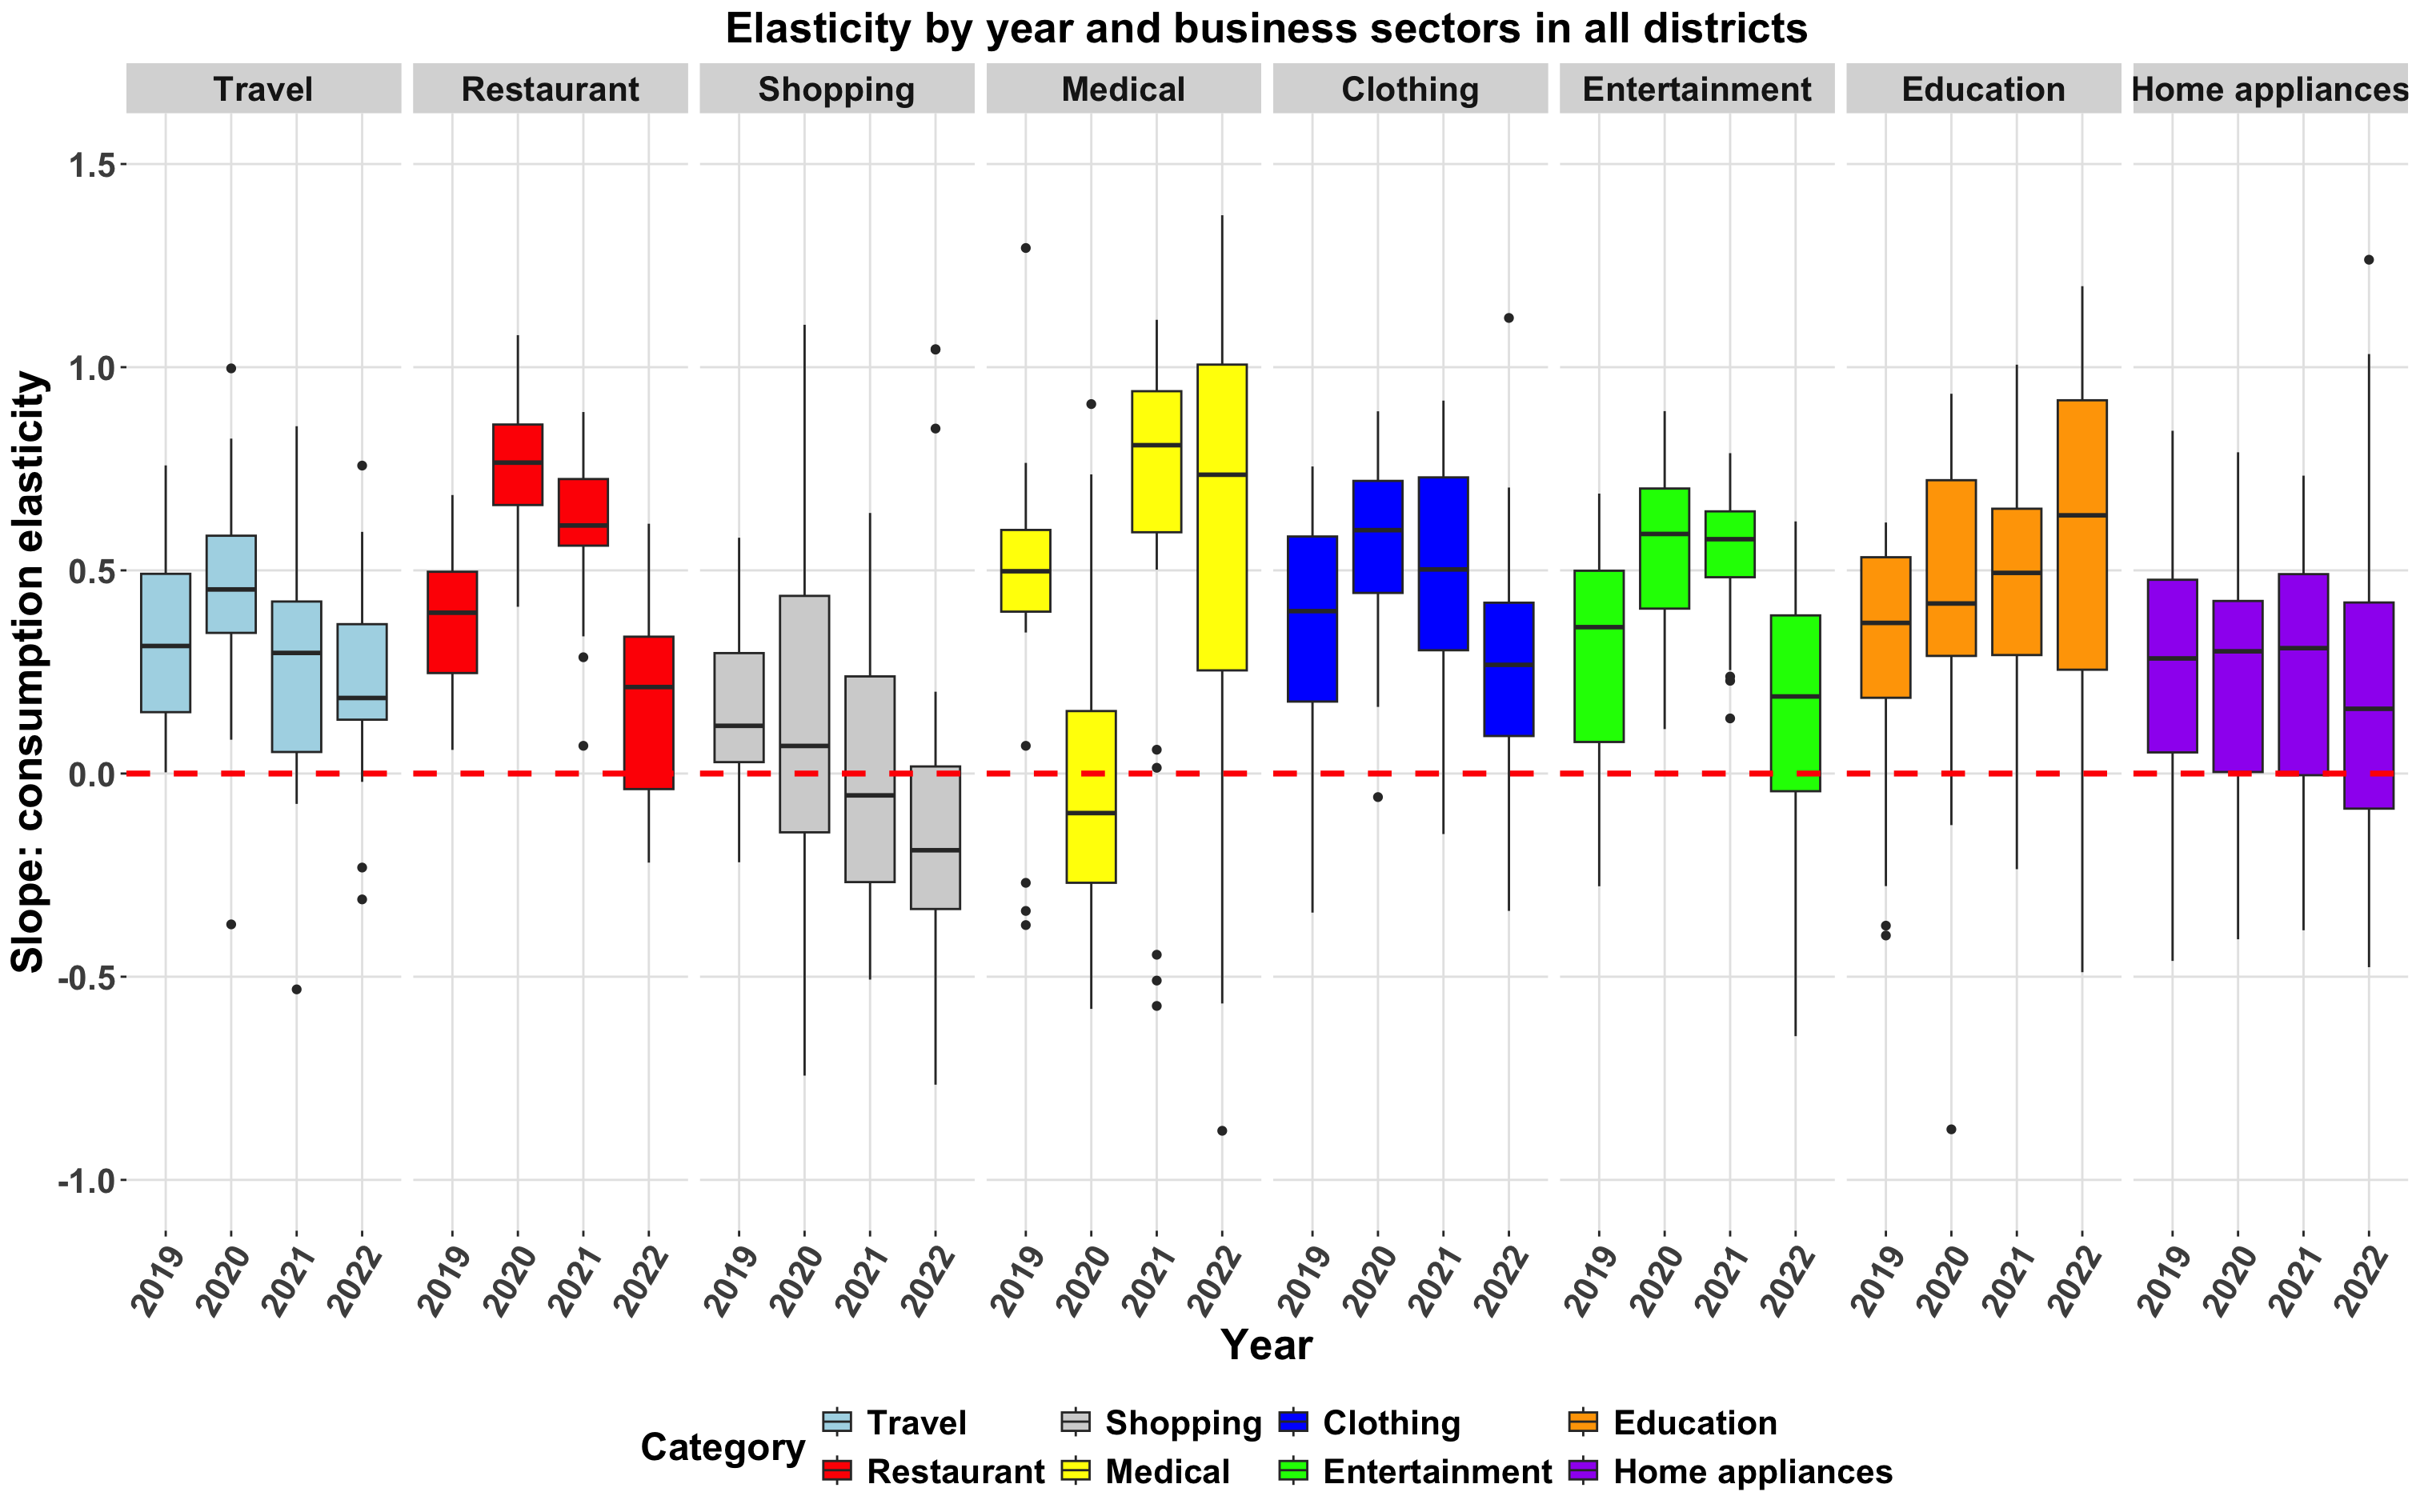 Elasticity by year and business sectors in all districts
Travel Restaurant Shopping Medical Clothing Entertainment Education Home appliances
Slope: consumption elasticity
1.5
1.0
0.5
0.0
-0.5
-1.0
2019 2020 2021 2022 2019 2020 2021 2022 2019 2020 2021 2022 2019 2020 2021 2022 2019 2020 2021 2022 2019 2020 2021 2022 2019 2020 2021 2022 2019 2020 2021 2022
Year
Category
Travel Shopping Clothing Education
Restaurant Medical Entertainment Home appliances